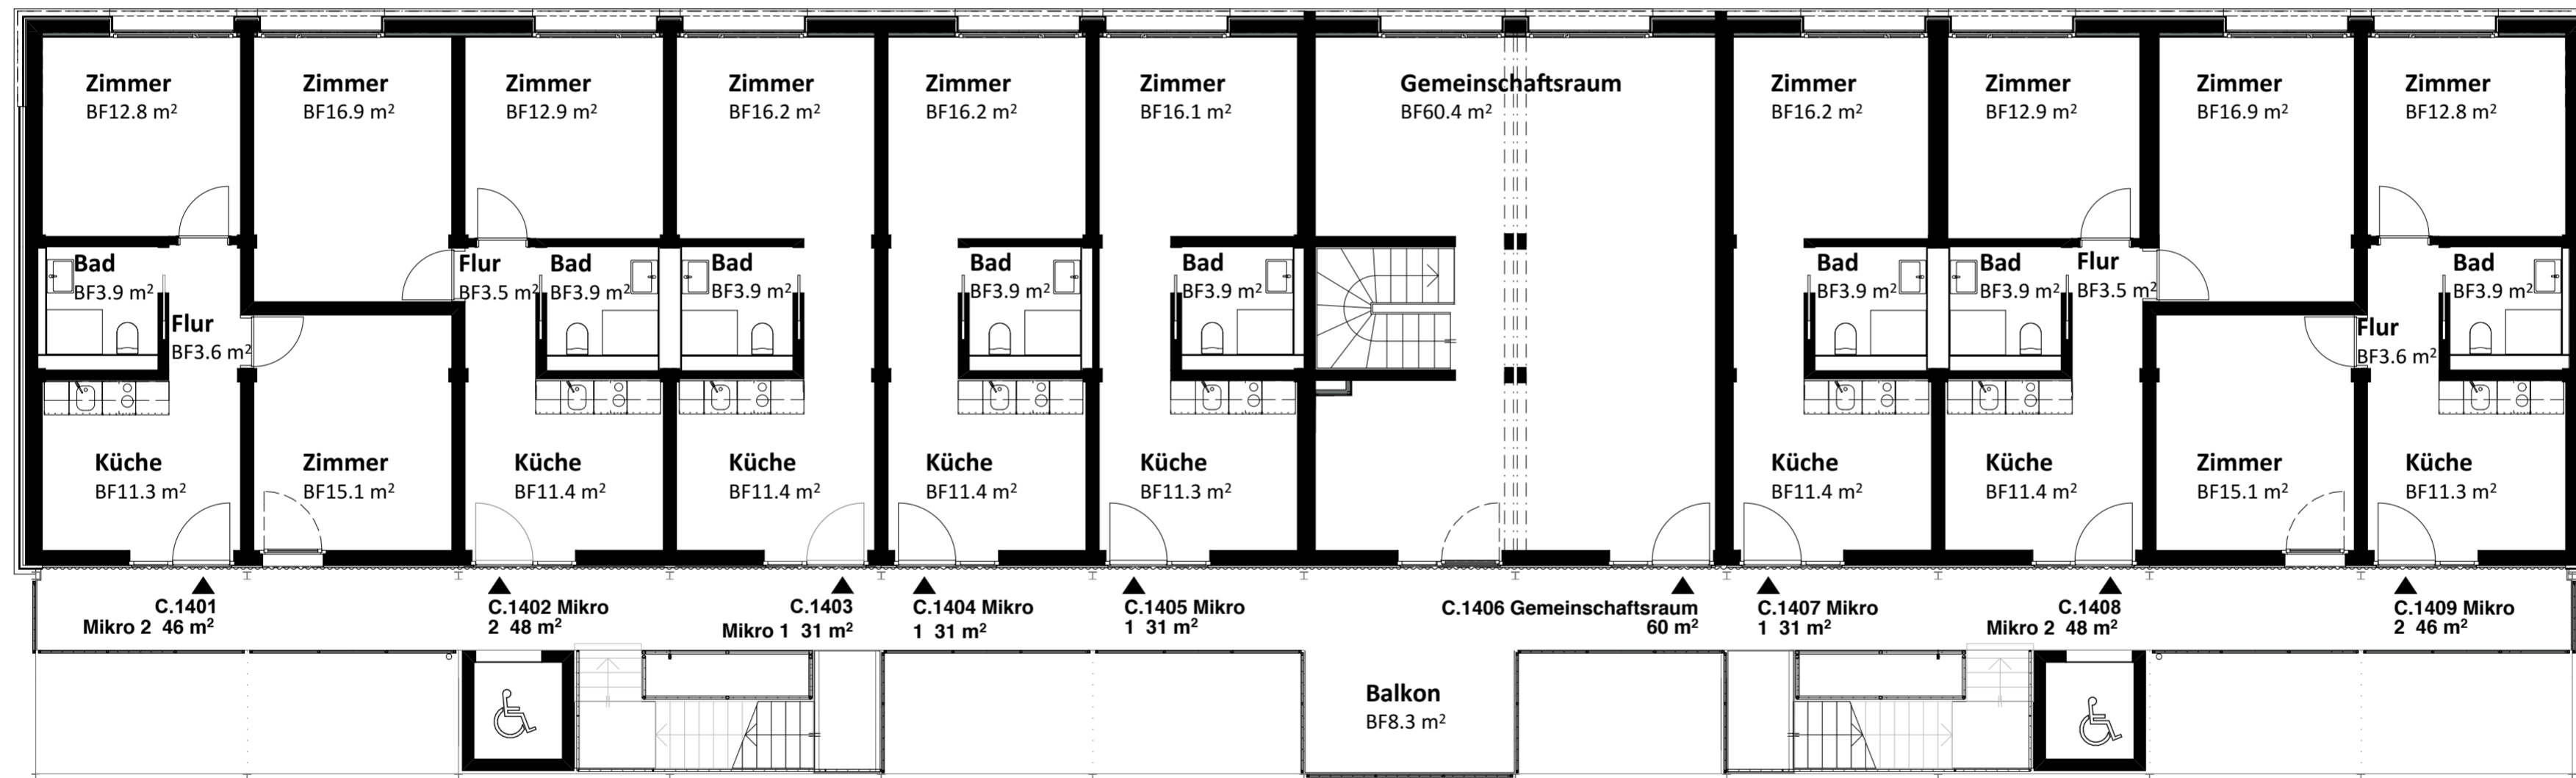 Zimmer
BF12.8 m²
Zimmer
BF16.9 m²
Zimmer
BF12.9 m²
Zimmer
BF16.2 m²
Zimmer
BF16.2 m²
Zimmer
BF16.1 m²
Gemeinschaftsraum
BF60.4 m²
Zimmer
BF16.2 m²
Zimmer
BF12.9 m²
Zimmer
BF16.9 m²
Zimmer
BF12.8 m²
Bad
BF3.9 m²
Flur
BF3.6 m²
Flur
BF3.5 m²
Bad
BF3.9 m²
Bad
BF3.9 m²
Bad
BF3.9 m²
Bad
BF3.9 m²
Bad
BF3.9 m²
Bad
BF3.9 m²
Flur
BF3.5 m²
Flur
BF3.6 m²
Bad
BF3.9 m²
Küche
BF11.3 m²
Zimmer
BF15.1 m²
Küche
BF11.4 m²
Küche
BF11.4 m²
Küche
BF11.4 m²
Küche
BF11.3 m²
Küche
BF11.4 m²
Küche
BF11.4 m²
Zimmer
BF15.1 m²
Küche
BF11.3 m²
C.1401
Mikro 2 46 m²
C.1402 Mikro
2 48 m²
C.1403
Mikro 1 31 m²
C.1404 Mikro
1 31 m²
C.1405 Mikro
1 31 m²
C.1406 Gemeinschaftsraum
60 m²
C.1407 Mikro
1 31 m²
C.1408
Mikro 2 48 m²
C.1409 Mikro
2 46 m²
Balkon
BF8.3 m²